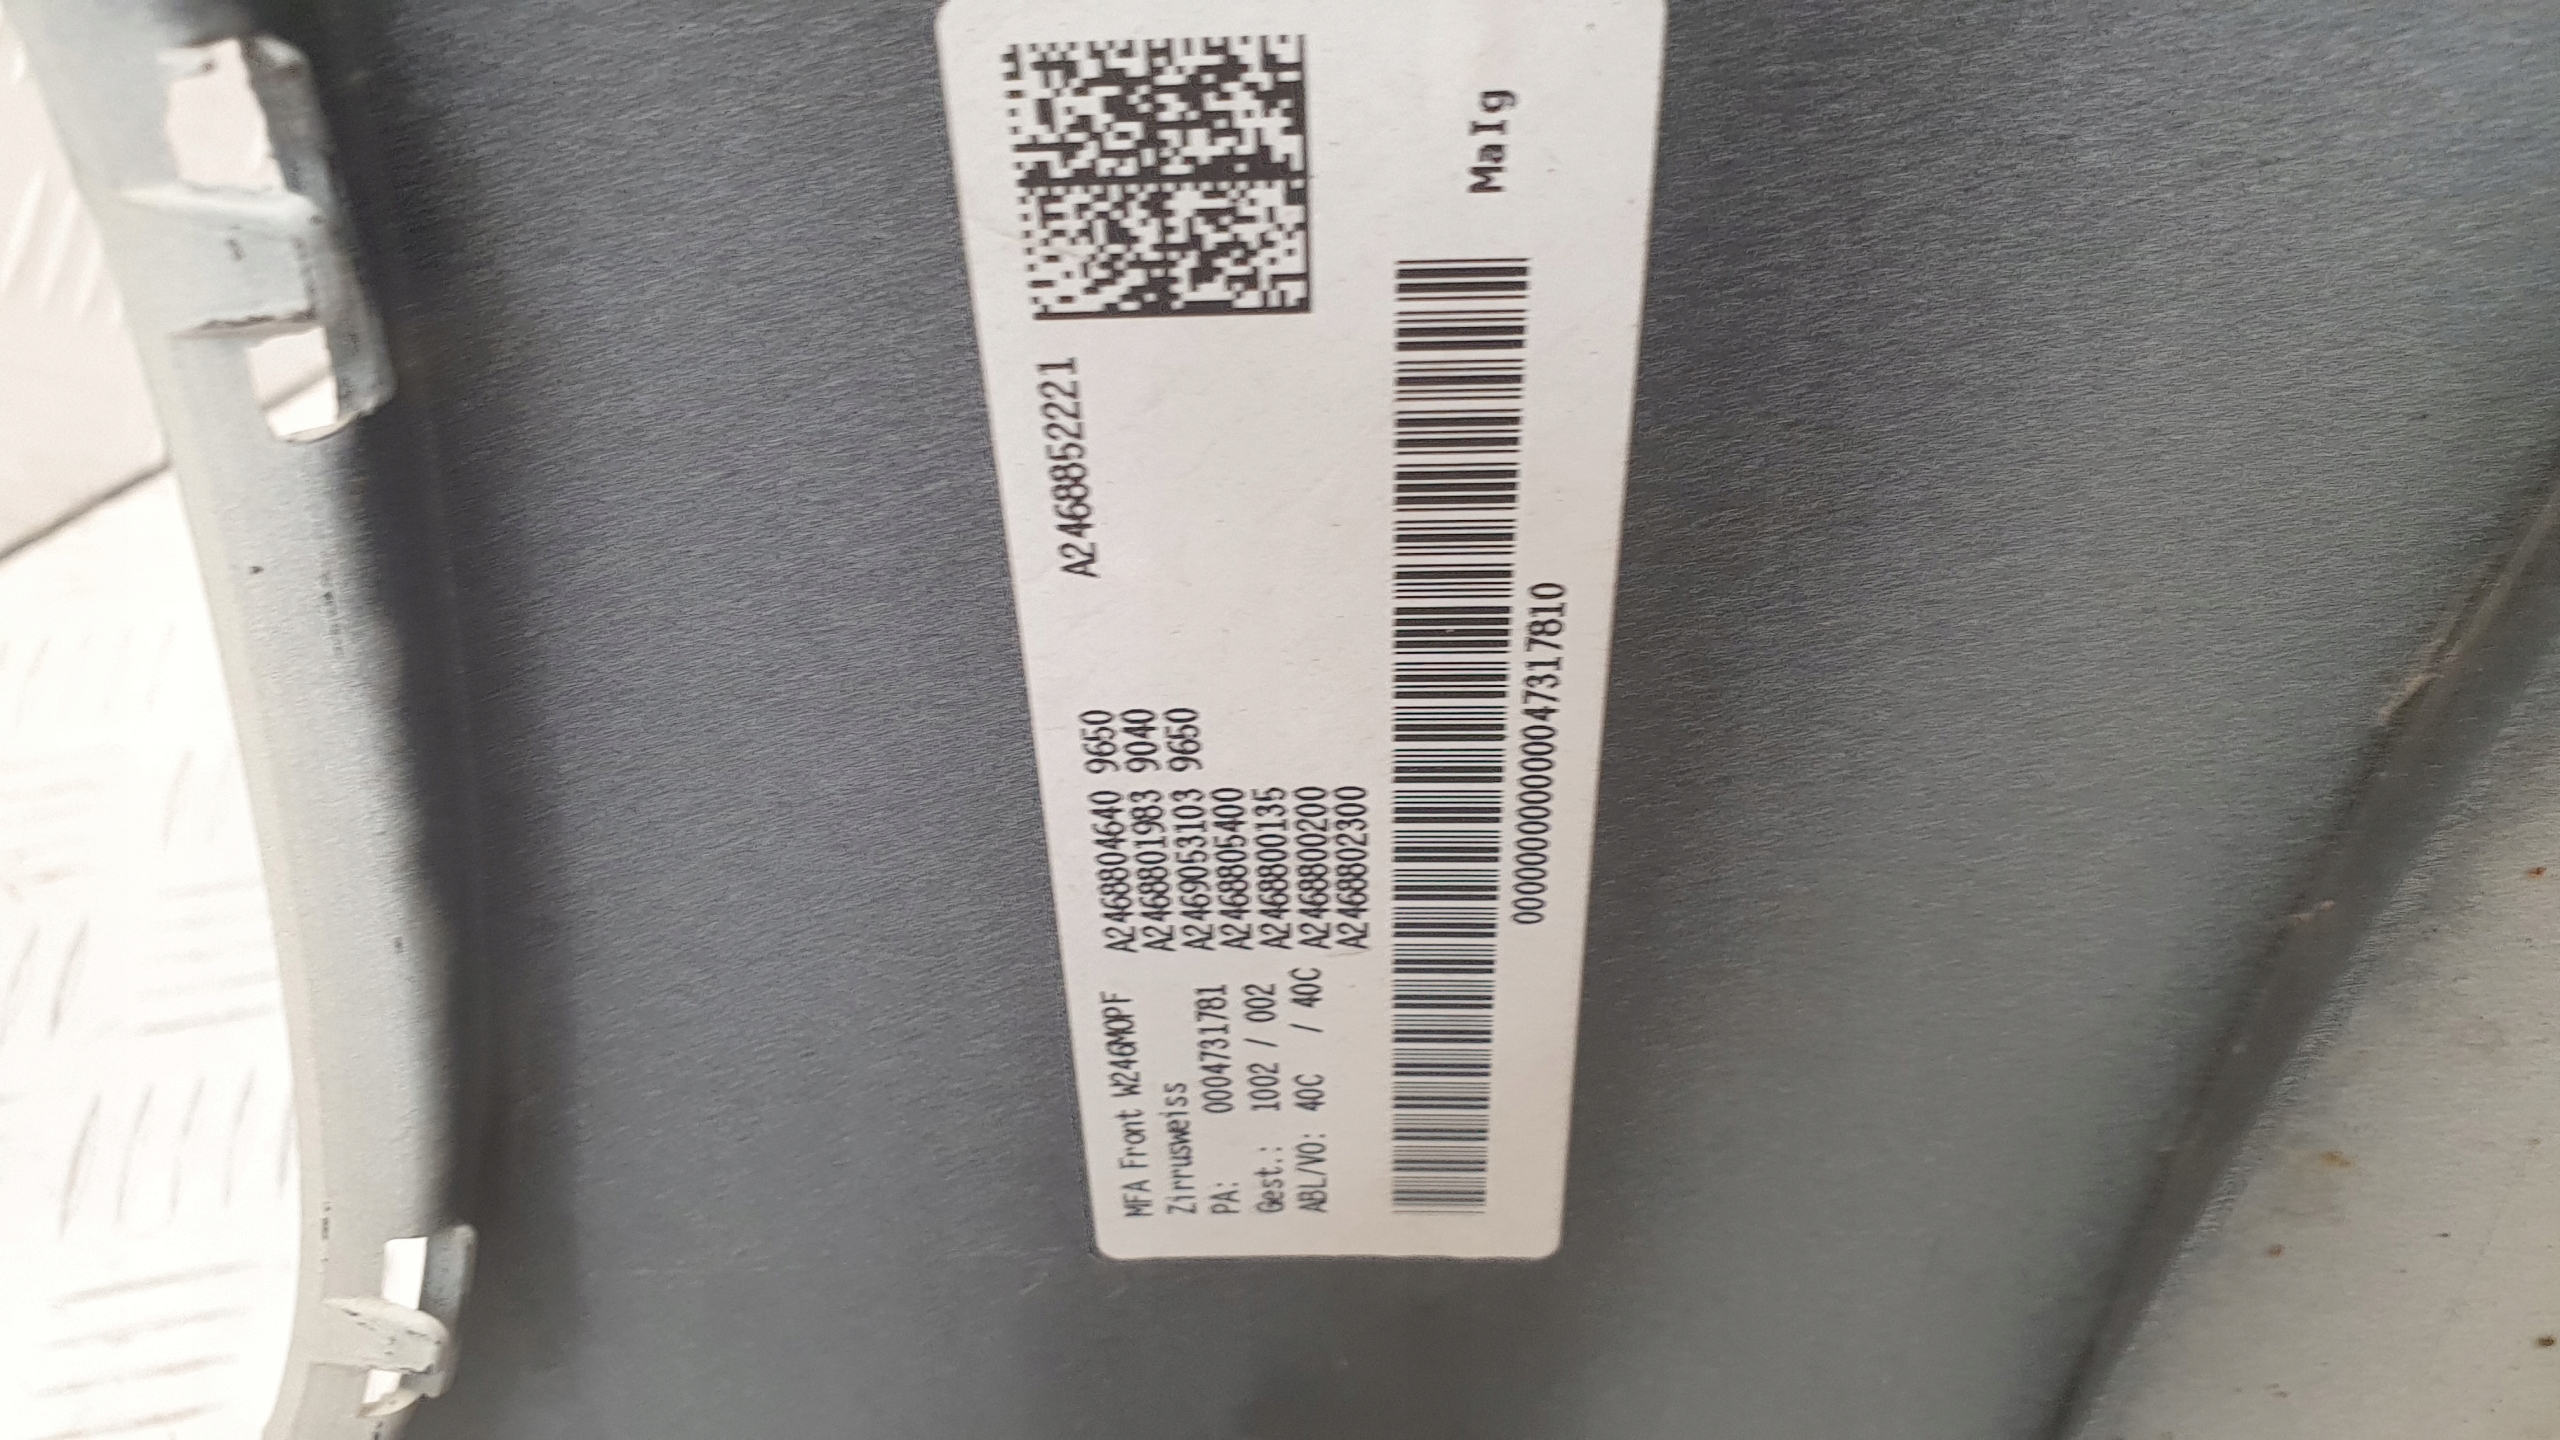 MFA Front W246MOPF
Zirrusweiss
PA: 0004731781
Gest.: 1002 / 002
ABL/VO: 40C / 40C
A2468804640 9650
A2468801983 9040
A2469053103 9650
A2468805400
A2468800135
A2468800200
A2468802300
A2468852221
00000000000047317810
MaIg